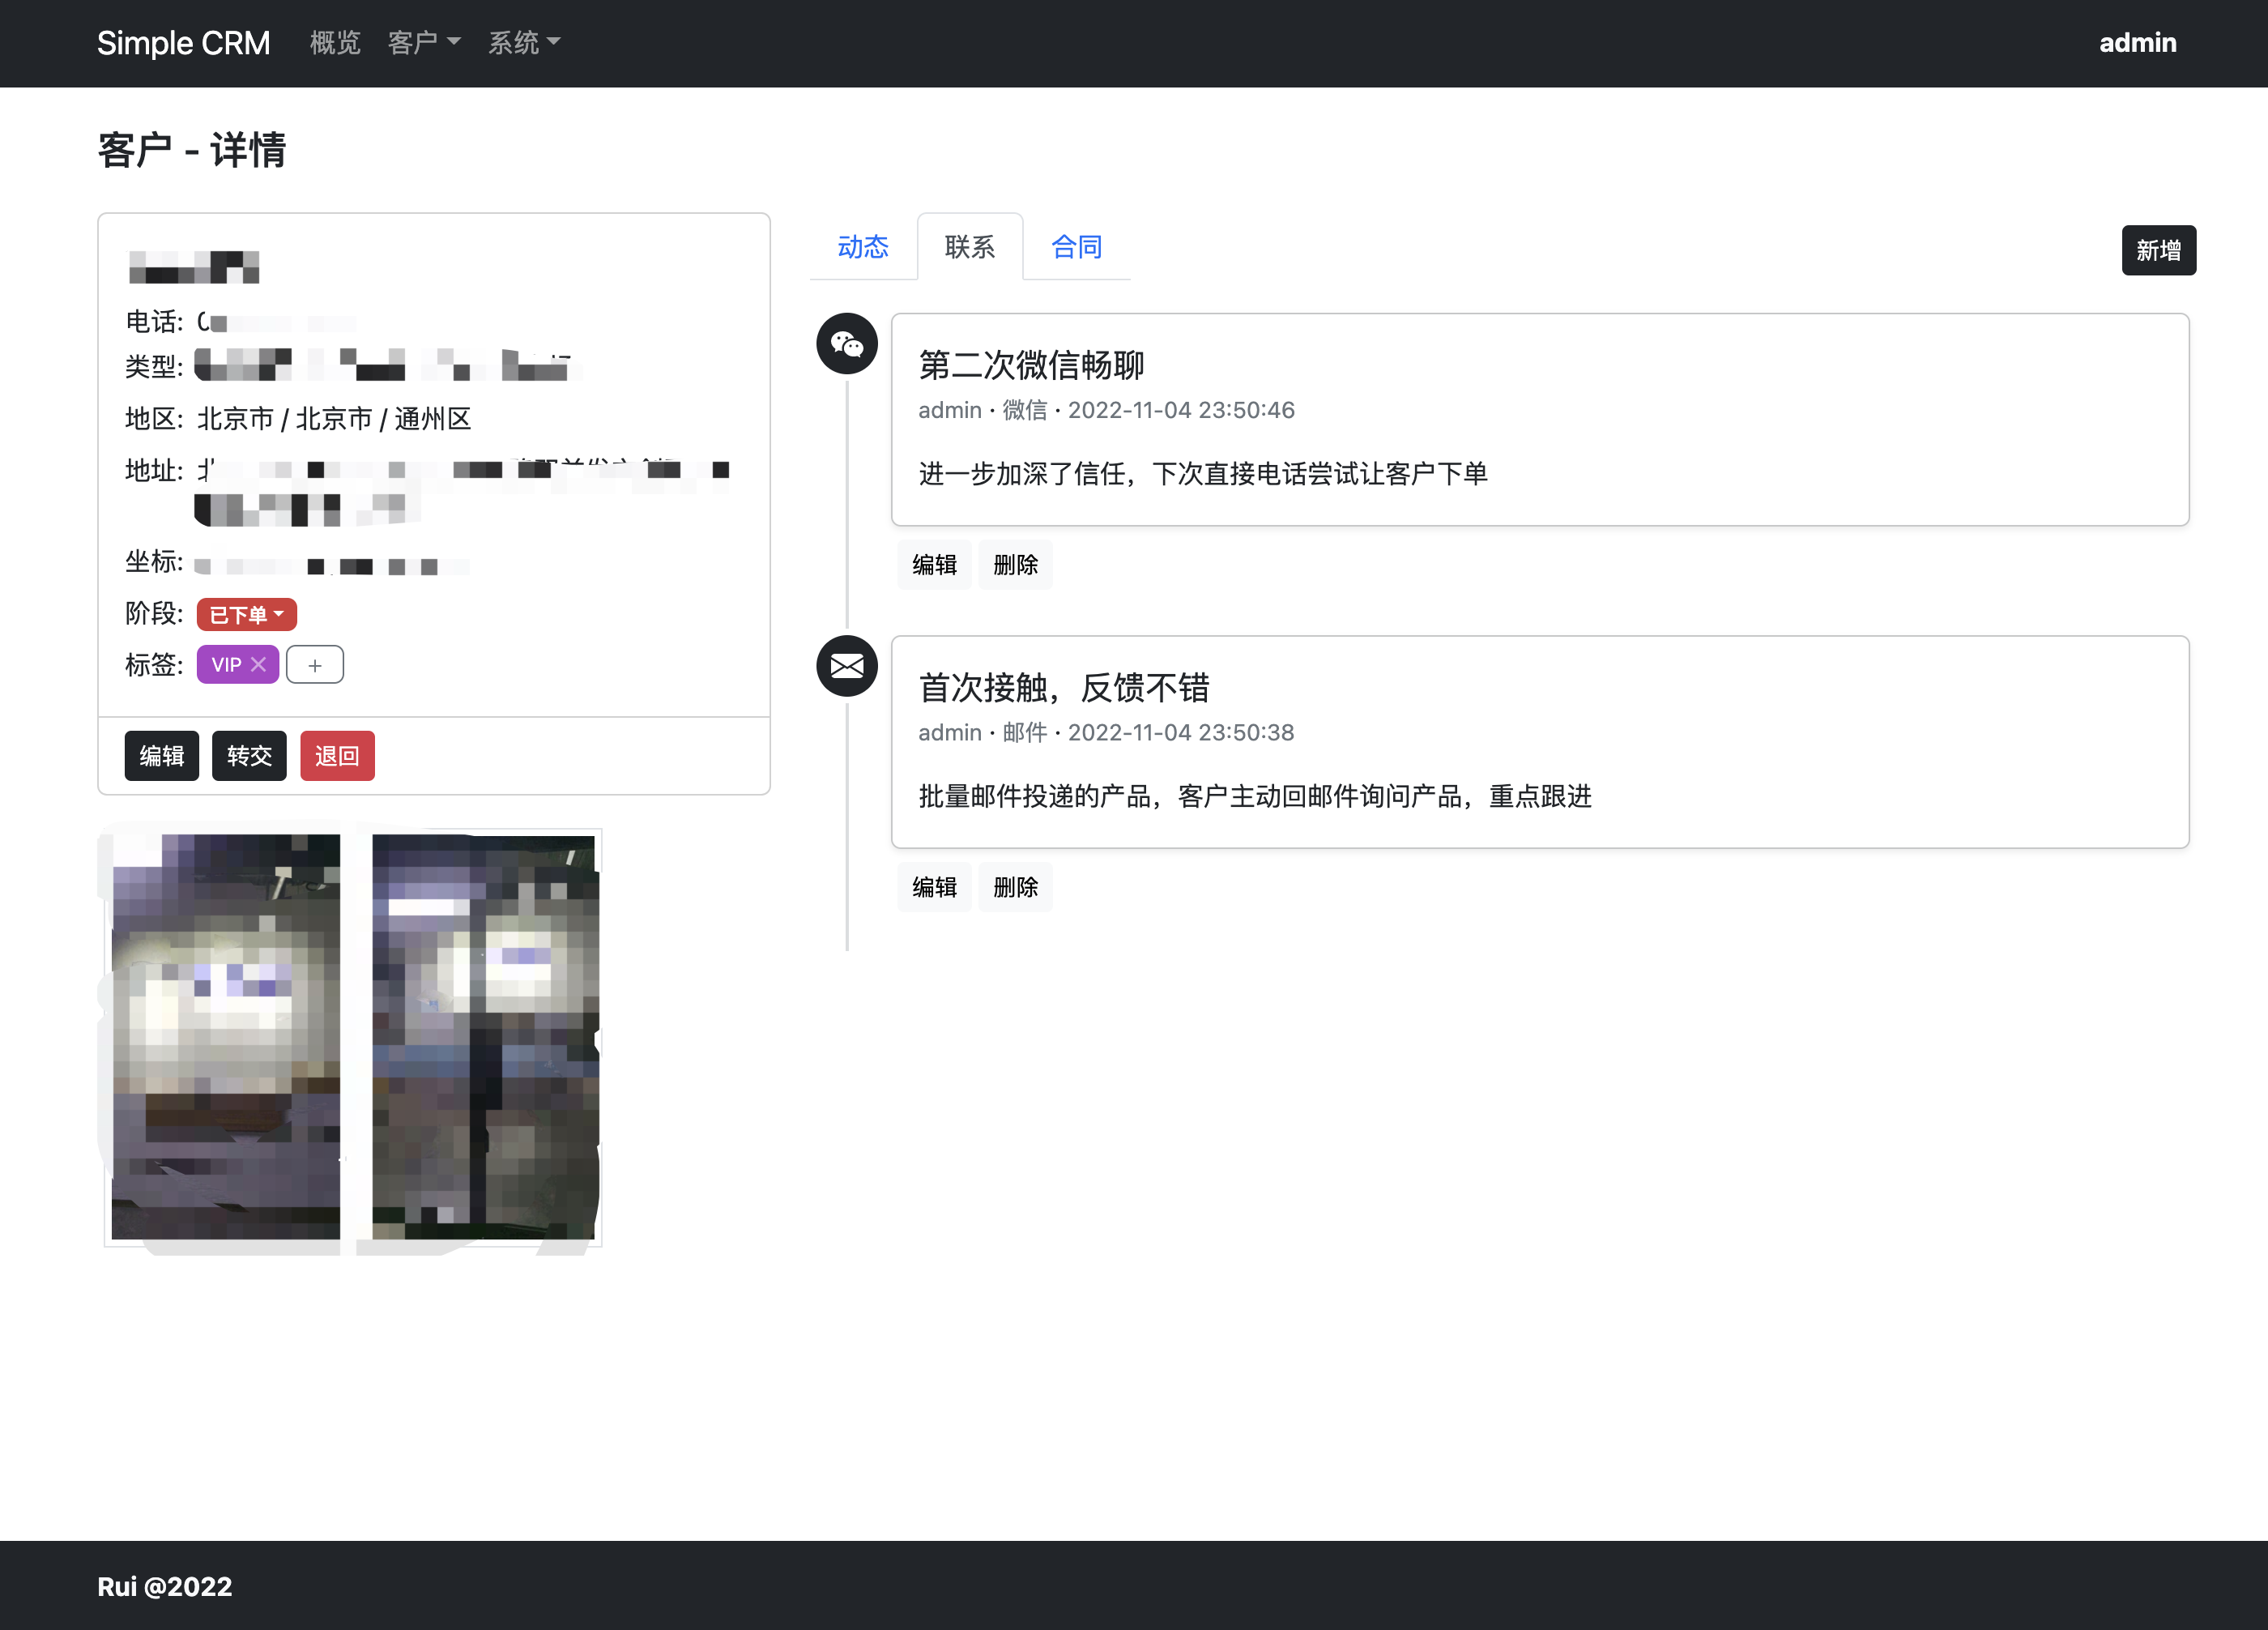 Simple CRM 概览 客户 系统 admin
客户 - 详情
电话:
类型:
地区: 北京市 / 北京市 / 通州区
地址:
坐标:
阶段: 已下单
标签: VIP × +
编辑 转交 退回
动态 联系 合同 新增
第二次微信畅聊
admin · 微信 · 2022-11-04 23:50:46
进一步加深了信任，下次直接电话尝试让客户下单
编辑 删除
首次接触，反馈不错
admin · 邮件 · 2022-11-04 23:50:38
批量邮件投递的产品，客户主动回邮件询问产品，重点跟进
编辑 删除
Rui @2022